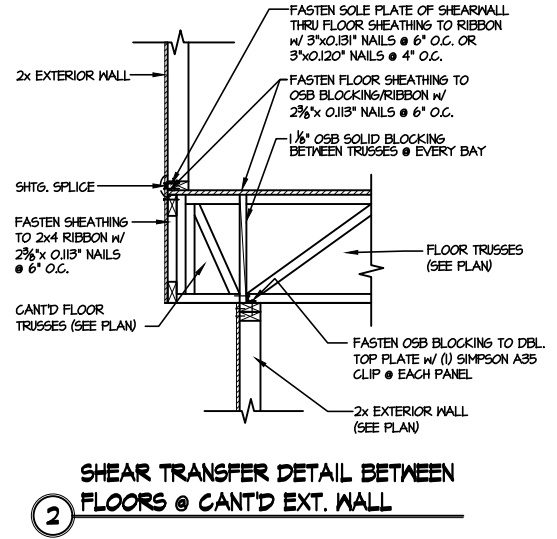 FASTEN SOLE PLATE OF SHEARWALL
THRU FLOOR SHEATHING TO RIBBON
w/ 3"x0.131" NAILS @ 6" O.C. OR
3"x0.120" NAILS @ 4" O.C.
2x EXTERIOR WALL
FASTEN FLOOR SHEATHING TO
OSB BLOCKING/RIBBON w/
2⅜"x 0.113" NAILS @ 6" O.C.
1 ⅛" OSB SOLID BLOCKING
BETWEEN TRUSSES @ EVERY BAY
SHTG. SPLICE
FASTEN SHEATHING
TO 2x4 RIBBON w/
2⅜"x 0.113" NAILS
@ 6" O.C.
FLOOR TRUSSES
(SEE PLAN)
CANT'D FLOOR
TRUSSES (SEE PLAN)
FASTEN OSB BLOCKING TO DBL.
TOP PLATE w/ (1) SIMPSON A35
CLIP @ EACH PANEL
2x EXTERIOR WALL
(SEE PLAN)
SHEAR TRANSFER DETAIL BETWEEN
2 FLOORS @ CANT'D EXT. WALL